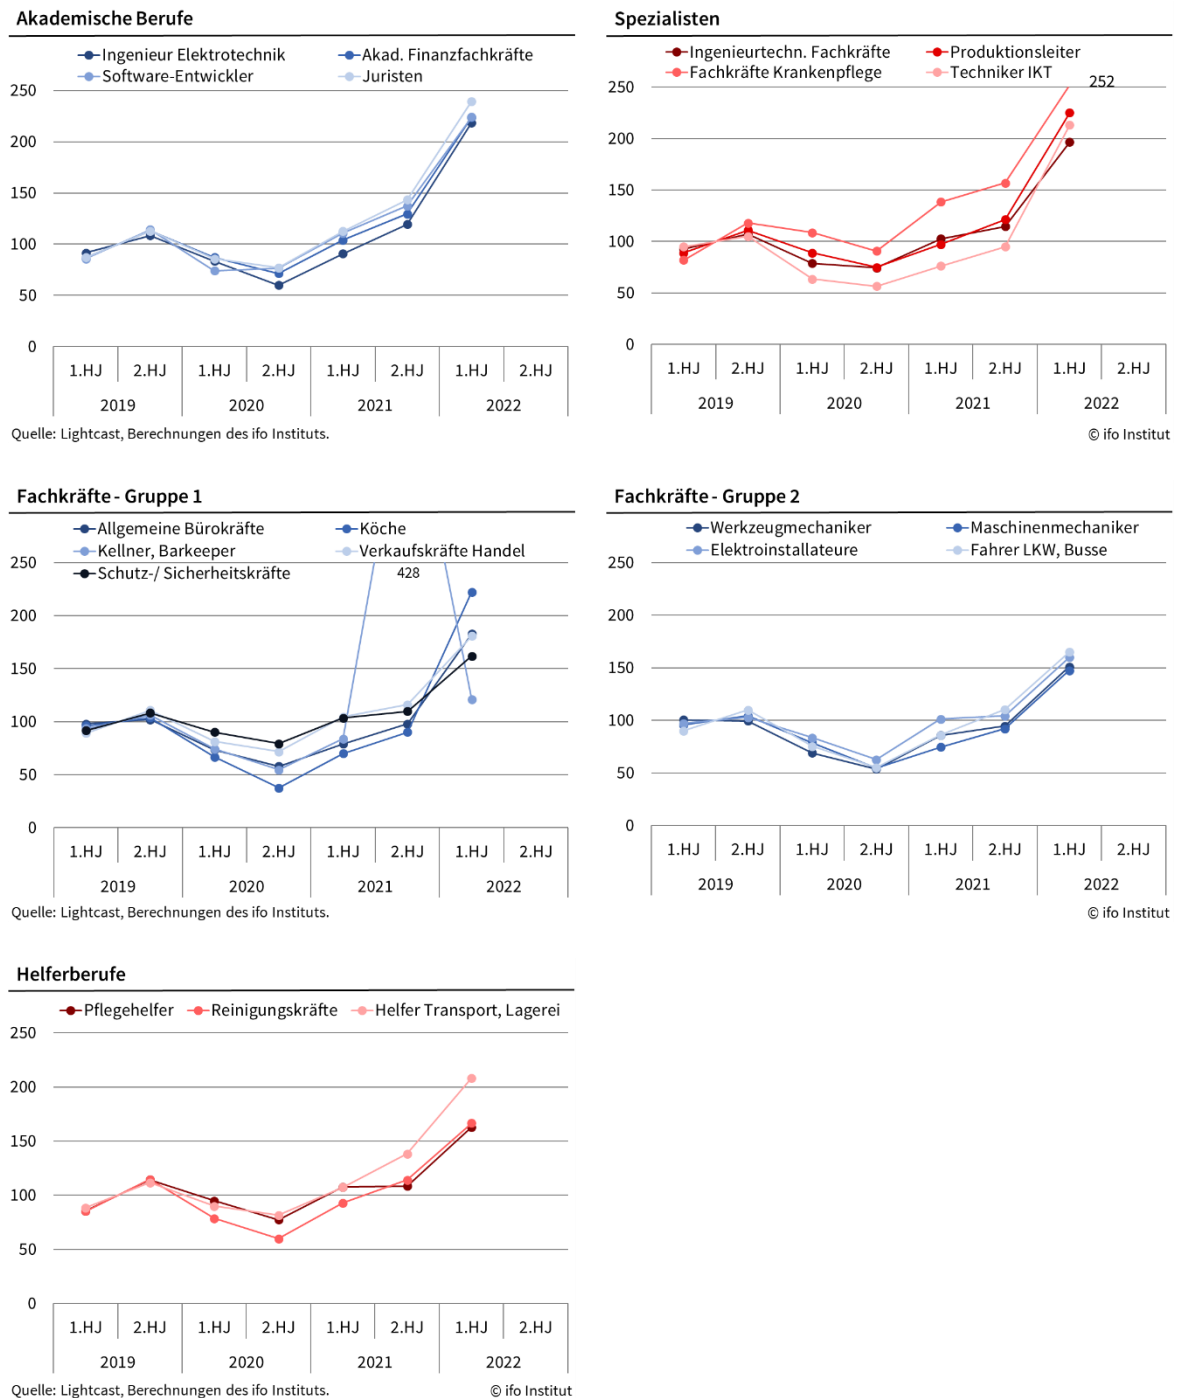 Akademische Berufe
Ingenieur Elektrotechnik
Akad. Finanzfachkräfte
Software-Entwickler
Juristen
250
200
150
100
50
0
1.HJ 2.HJ 1.HJ 2.HJ 1.HJ 2.HJ 1.HJ 2.HJ
2019 2020 2021 2022
Quelle: Lightcast, Berechnungen des ifo Instituts.
Spezialisten
Ingenieurtechn. Fachkräfte
Produktionsleiter
Fachkräfte Krankenpflege
Techniker IKT
252
250
200
150
100
50
0
1.HJ 2.HJ 1.HJ 2.HJ 1.HJ 2.HJ 1.HJ 2.HJ
2019 2020 2021 2022
© ifo Institut
Fachkräfte - Gruppe 1
Allgemeine Bürokräfte
Köche
Kellner, Barkeeper
Verkaufskräfte Handel
Schutz-/ Sicherheitskräfte
428
250
200
150
100
50
0
1.HJ 2.HJ 1.HJ 2.HJ 1.HJ 2.HJ 1.HJ 2.HJ
2019 2020 2021 2022
Quelle: Lightcast, Berechnungen des ifo Instituts.
Fachkräfte - Gruppe 2
Werkzeugmechaniker
Maschinenmechaniker
Elektroinstallateure
Fahrer LKW, Busse
250
200
150
100
50
0
1.HJ 2.HJ 1.HJ 2.HJ 1.HJ 2.HJ 1.HJ 2.HJ
2019 2020 2021 2022
© ifo Institut
Helferberufe
Pflegehelfer
Reinigungskräfte
Helfer Transport, Lagerei
250
200
150
100
50
0
1.HJ 2.HJ 1.HJ 2.HJ 1.HJ 2.HJ 1.HJ 2.HJ
2019 2020 2021 2022
Quelle: Lightcast, Berechnungen des ifo Instituts.
© ifo Institut